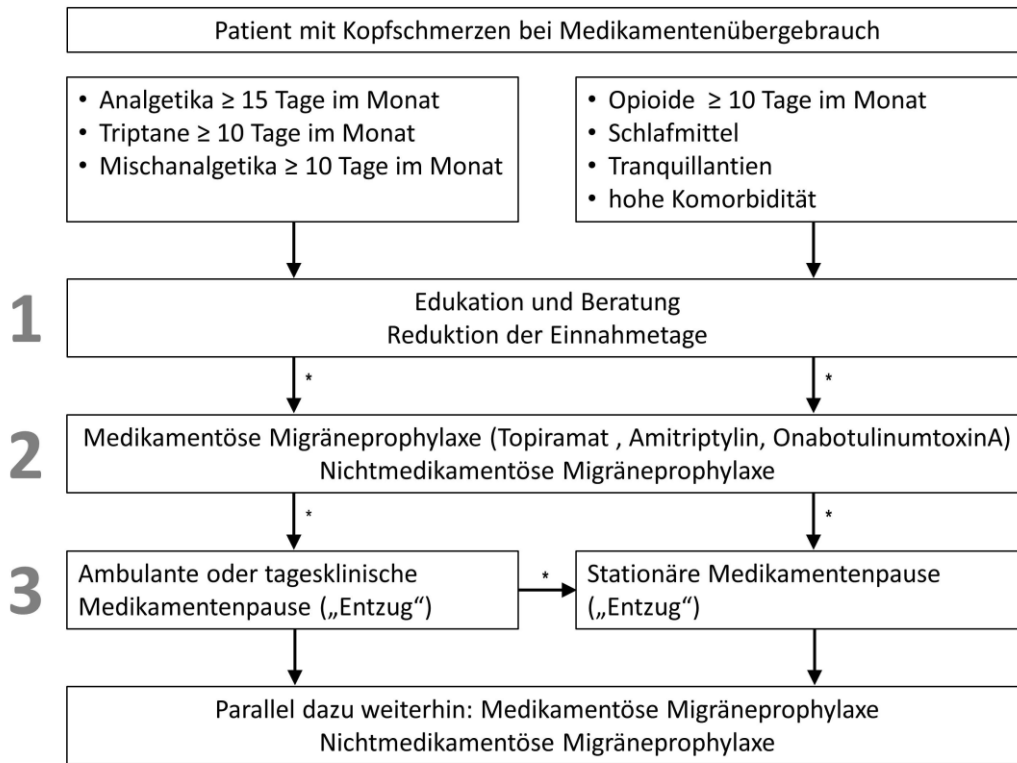 Patient mit Kopfschmerzen bei Medikamentenübergebrauch
• Analgetika ≥ 15 Tage im Monat
• Triptane ≥ 10 Tage im Monat
• Mischanalgetika ≥ 10 Tage im Monat
• Opioide ≥ 10 Tage im Monat
• Schlafmittel
• Tranquillantien
• hohe Komorbidität
1
Edukation und Beratung
Reduktion der Einnahmetage
* *
2
Medikamentöse Migräneprophylaxe (Topiramat , Amitriptylin, OnabotulinumtoxinA)
Nichtmedikamentöse Migräneprophylaxe
* *
3
Ambulante oder tagesklinische
Medikamentenpause („Entzug“)
*
Stationäre Medikamentenpause
(„Entzug“)
Parallel dazu weiterhin: Medikamentöse Migräneprophylaxe
Nichtmedikamentöse Migräneprophylaxe